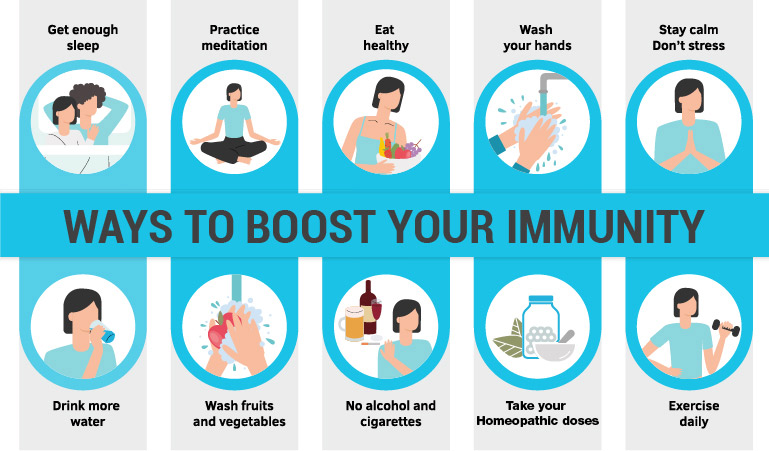 Get enough
sleep
Practice
meditation
Eat
healthy
Wash
your hands
Stay calm
Don't stress
WAYS TO BOOST YOUR IMMUNITY
Drink more
water
Wash fruits
and vegetables
No alcohol and
cigarettes
Take your
Homeopathic doses
Exercise
daily